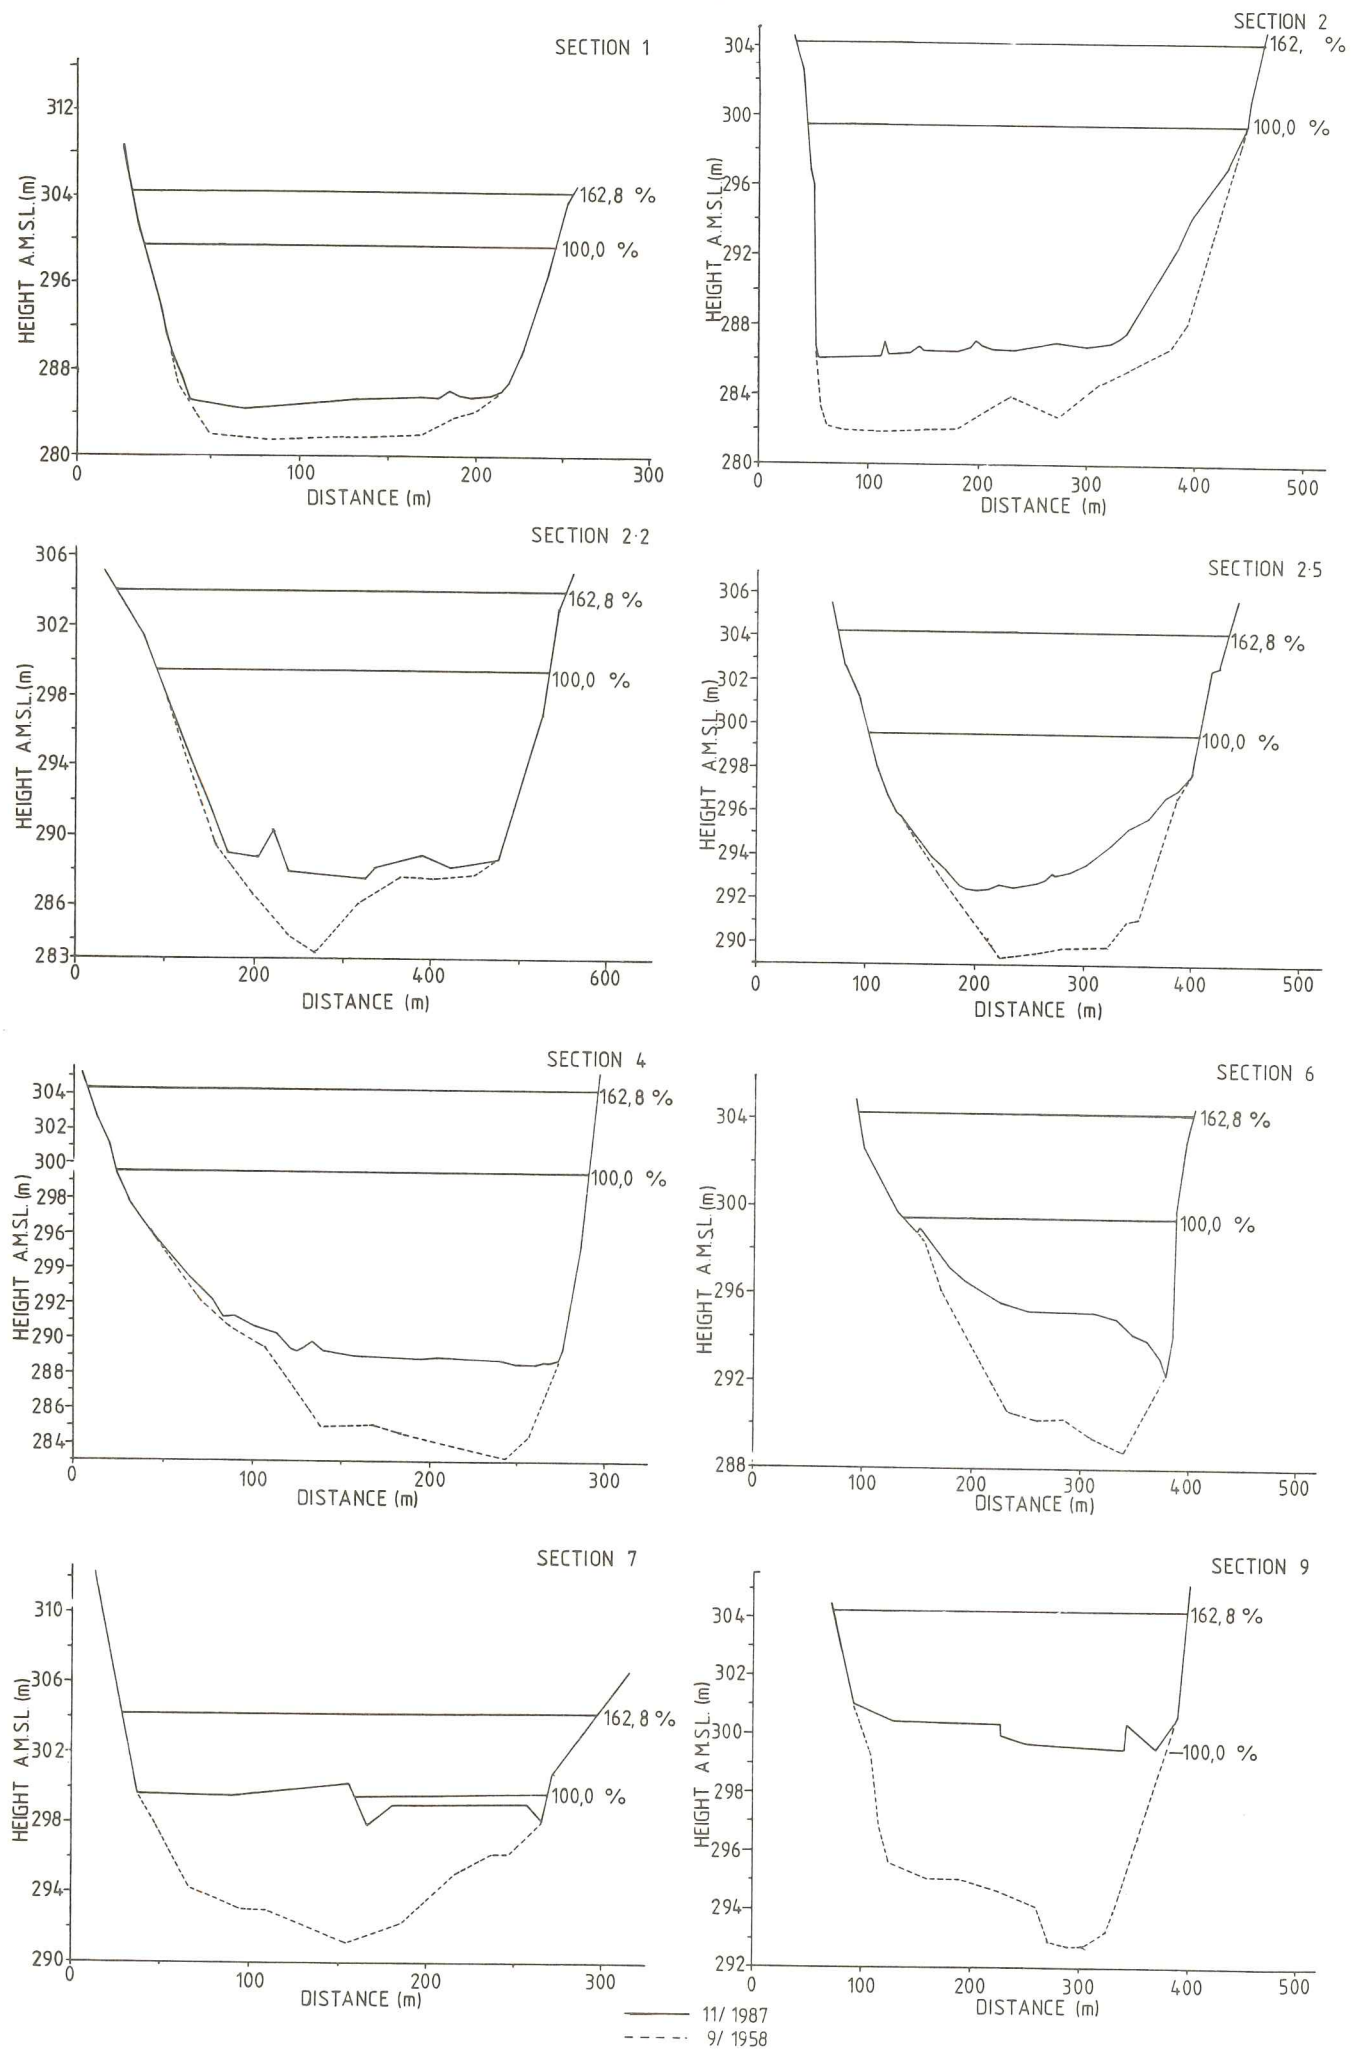 SECTION 1
312
304
296
288
280
HEIGHT A.M.S.L.(m)
162,8 %
100,0 %
0 100 200 300
DISTANCE (m)
SECTION 2
304
300
296
292
288
284
280
HEIGHT A.M.S.L.(m)
162, %
100,0 %
0 100 200 300 400 500
DISTANCE (m)
SECTION 2·2
306
302
298
294
290
286
283
HEIGHT A.M.S.L.(m)
162,8 %
100,0 %
0 200 400 600
DISTANCE (m)
SECTION 2·5
306
304
302
300
298
296
294
292
290
HEIGHT A.M.S.L. (m)
162,8 %
100,0 %
0 100 200 300 400 500
DISTANCE (m)
SECTION 4
304
302
300
298
296
299
292
290
288
286
284
HEIGHT A.M.S.L. (m)
162,8 %
100,0 %
0 100 200 300
DISTANCE (m)
SECTION 6
304
300
296
292
288
HEIGHT A.M.S.L. (m)
162,8 %
100,0 %
0 100 200 300 400 500
DISTANCE (m)
SECTION 7
310
306
302
298
294
290
HEIGHT A.M.S.L (m)
162,8 %
100,0 %
0 100 200 300
DISTANCE (m)
SECTION 9
304
302
300
298
296
294
292
HEIGHT A.M.S.L. (m)
162,8 %
100,0 %
0 100 200 300 400 500
DISTANCE (m)
11/ 1987
9/ 1958